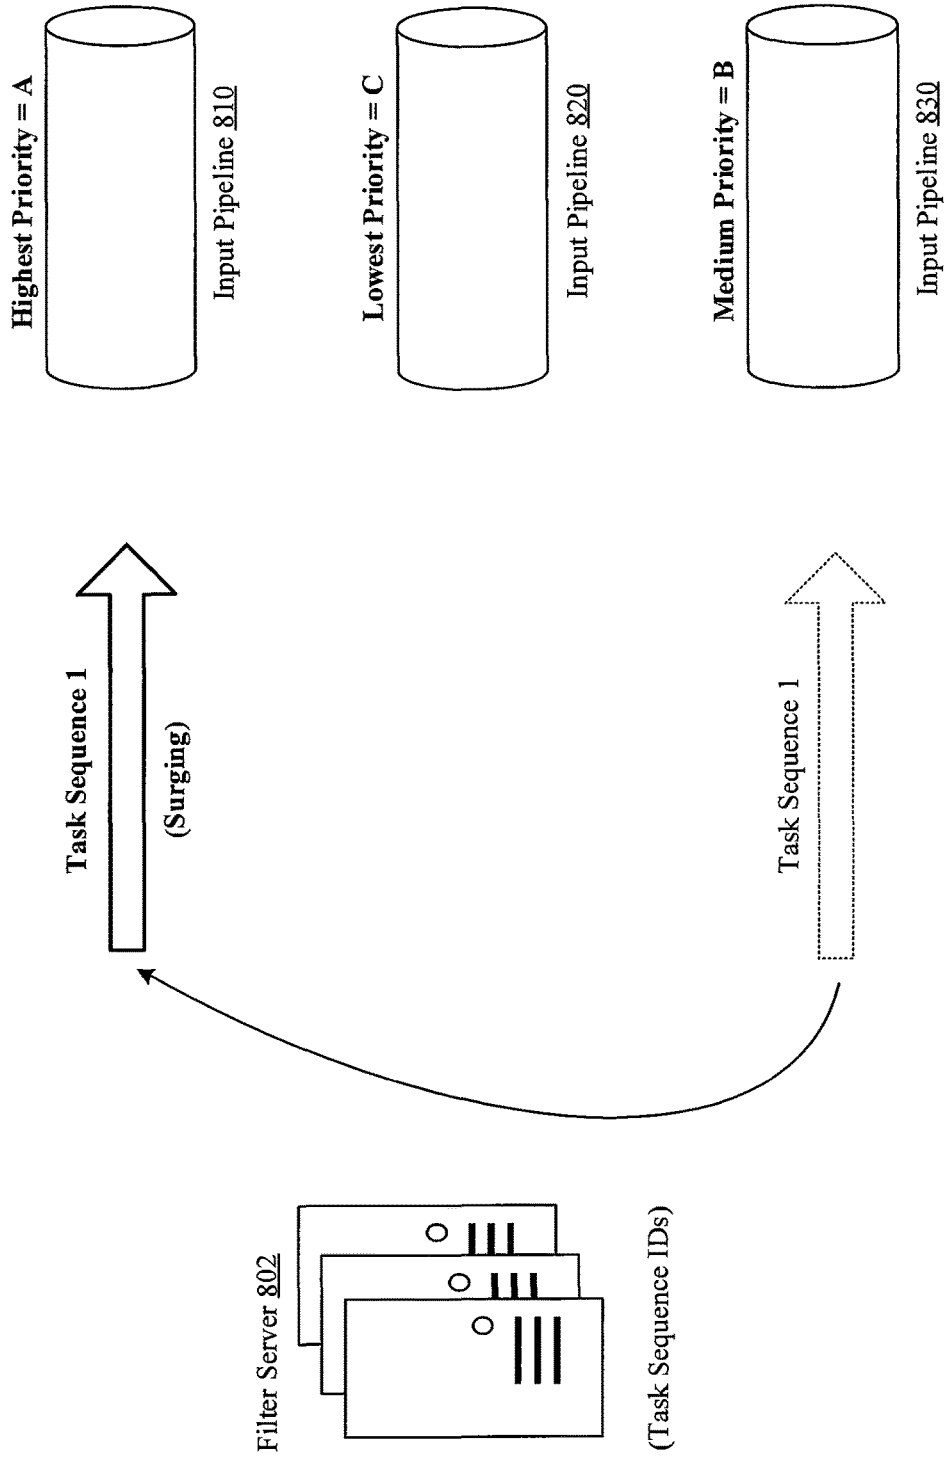 Highest Priority = A
Input Pipeline 810
Lowest Priority = C
Input Pipeline 820
Medium Priority = B
Input Pipeline 830
Task Sequence 1
(Surging)
Task Sequence 1
Filter Server 802
(Task Sequence IDs)